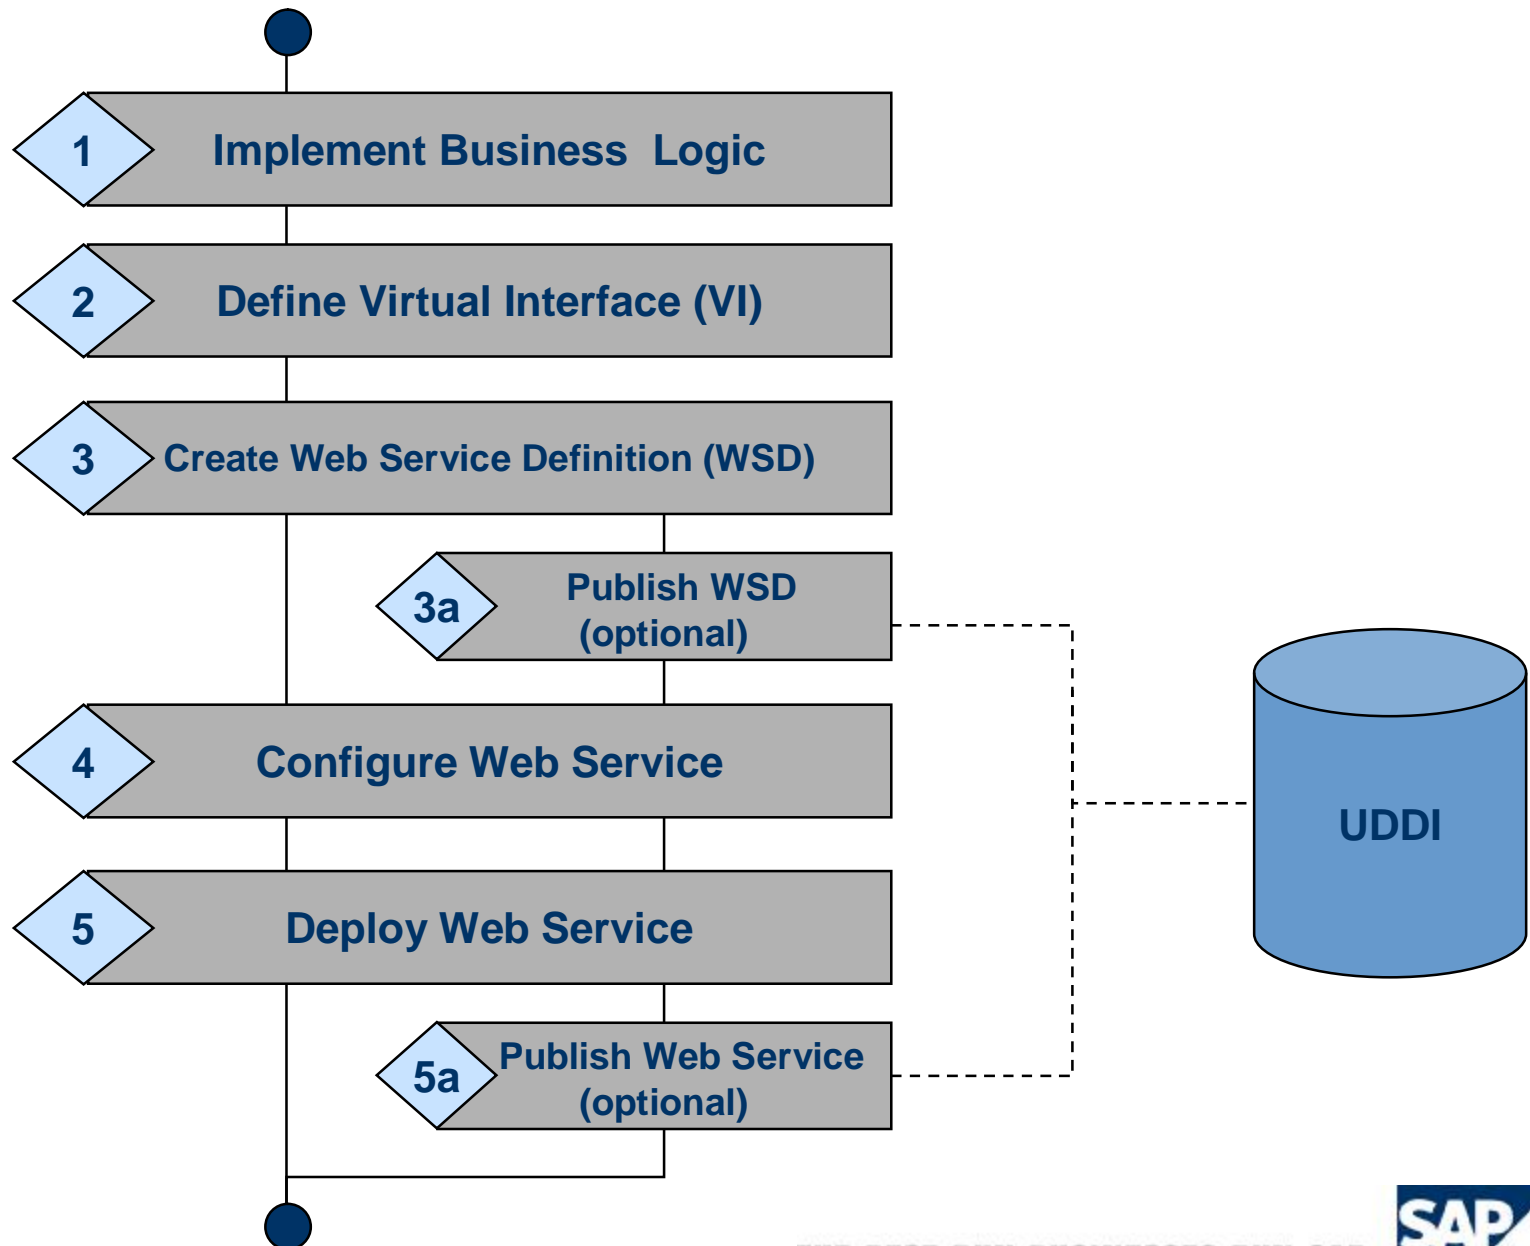 1
Implement Business  Logic
2
Define Virtual Interface (VI)
3
Create Web Service Definition (WSD)
3a
Publish WSD
(optional)
4
Configure Web Service
UDDI
5
Deploy Web Service
5a
Publish Web Service
(optional)
SAP